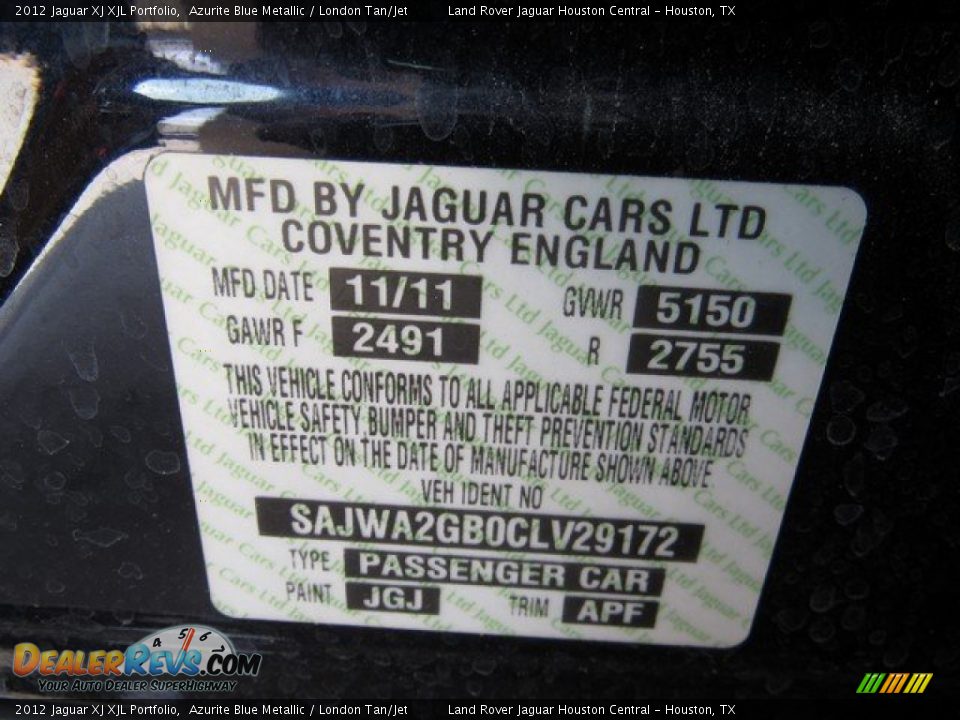 2012 Jaguar XJ XJL Portfolio, Azurite Blue Metallic / London Tan/Jet Land Rover Jaguar Houston Central - Houston, TX
MFD BY JAGUAR CARS LTD
COVENTRY ENGLAND
MFD DATE 11/11 GVWR 5150
GAWR F 2491 R 2755
THIS VEHICLE CONFORMS TO ALL APPLICABLE FEDERAL MOTOR
VEHICLE SAFETY BUMPER AND THEFT PREVENTION STANDARDS
IN EFFECT ON THE DATE OF MANUFACTURE SHOWN ABOVE
VEH IDENT NO
SAJWA2GB0CLV29172
TYPE PASSENGER CAR
PAINT JGJ TRIM APF
4 5 6
DEALERREVS.COM
YOUR AUTO DEALER SUPERHIGHWAY
2012 Jaguar XJ XJL Portfolio, Azurite Blue Metallic / London Tan/Jet Land Rover Jaguar Houston Central - Houston, TX